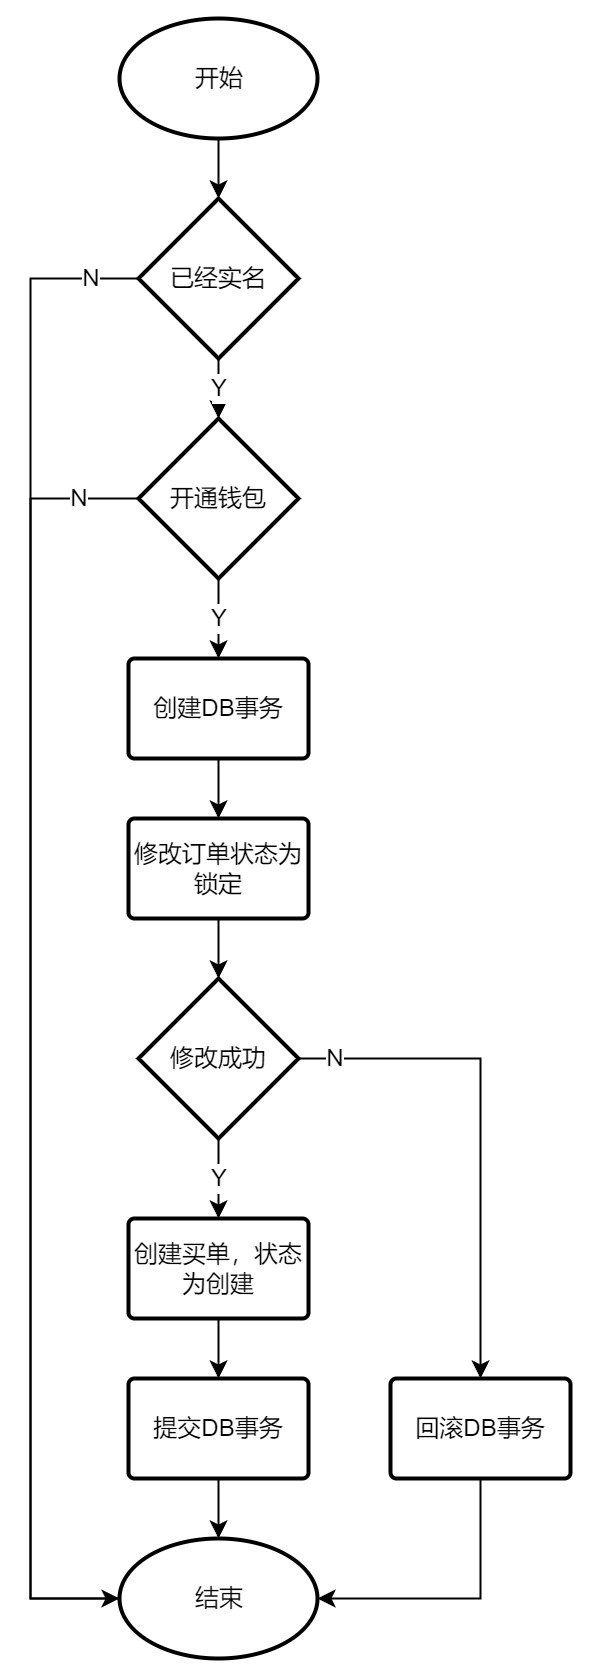 开始
已经实名
N
Y
开通钱包
N
Y
创建DB事务
修改订单状态为
锁定
修改成功
N
Y
创建买单，状态
为创建
提交DB事务
回滚DB事务
结束